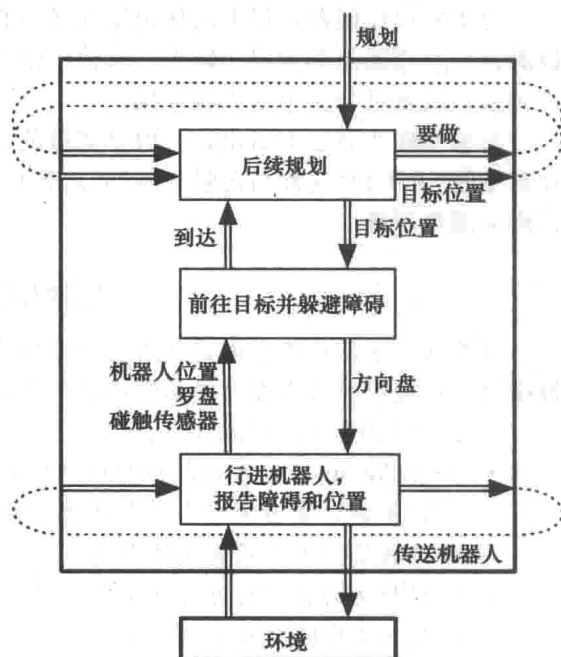 规划
要做
后续规划
目标位置
到达
目标位置
前往目标并躲避障碍
机器人位置
罗盘
碰触传感器
方向盘
行进机器人，
报告障碍和位置
传送机器人
环境